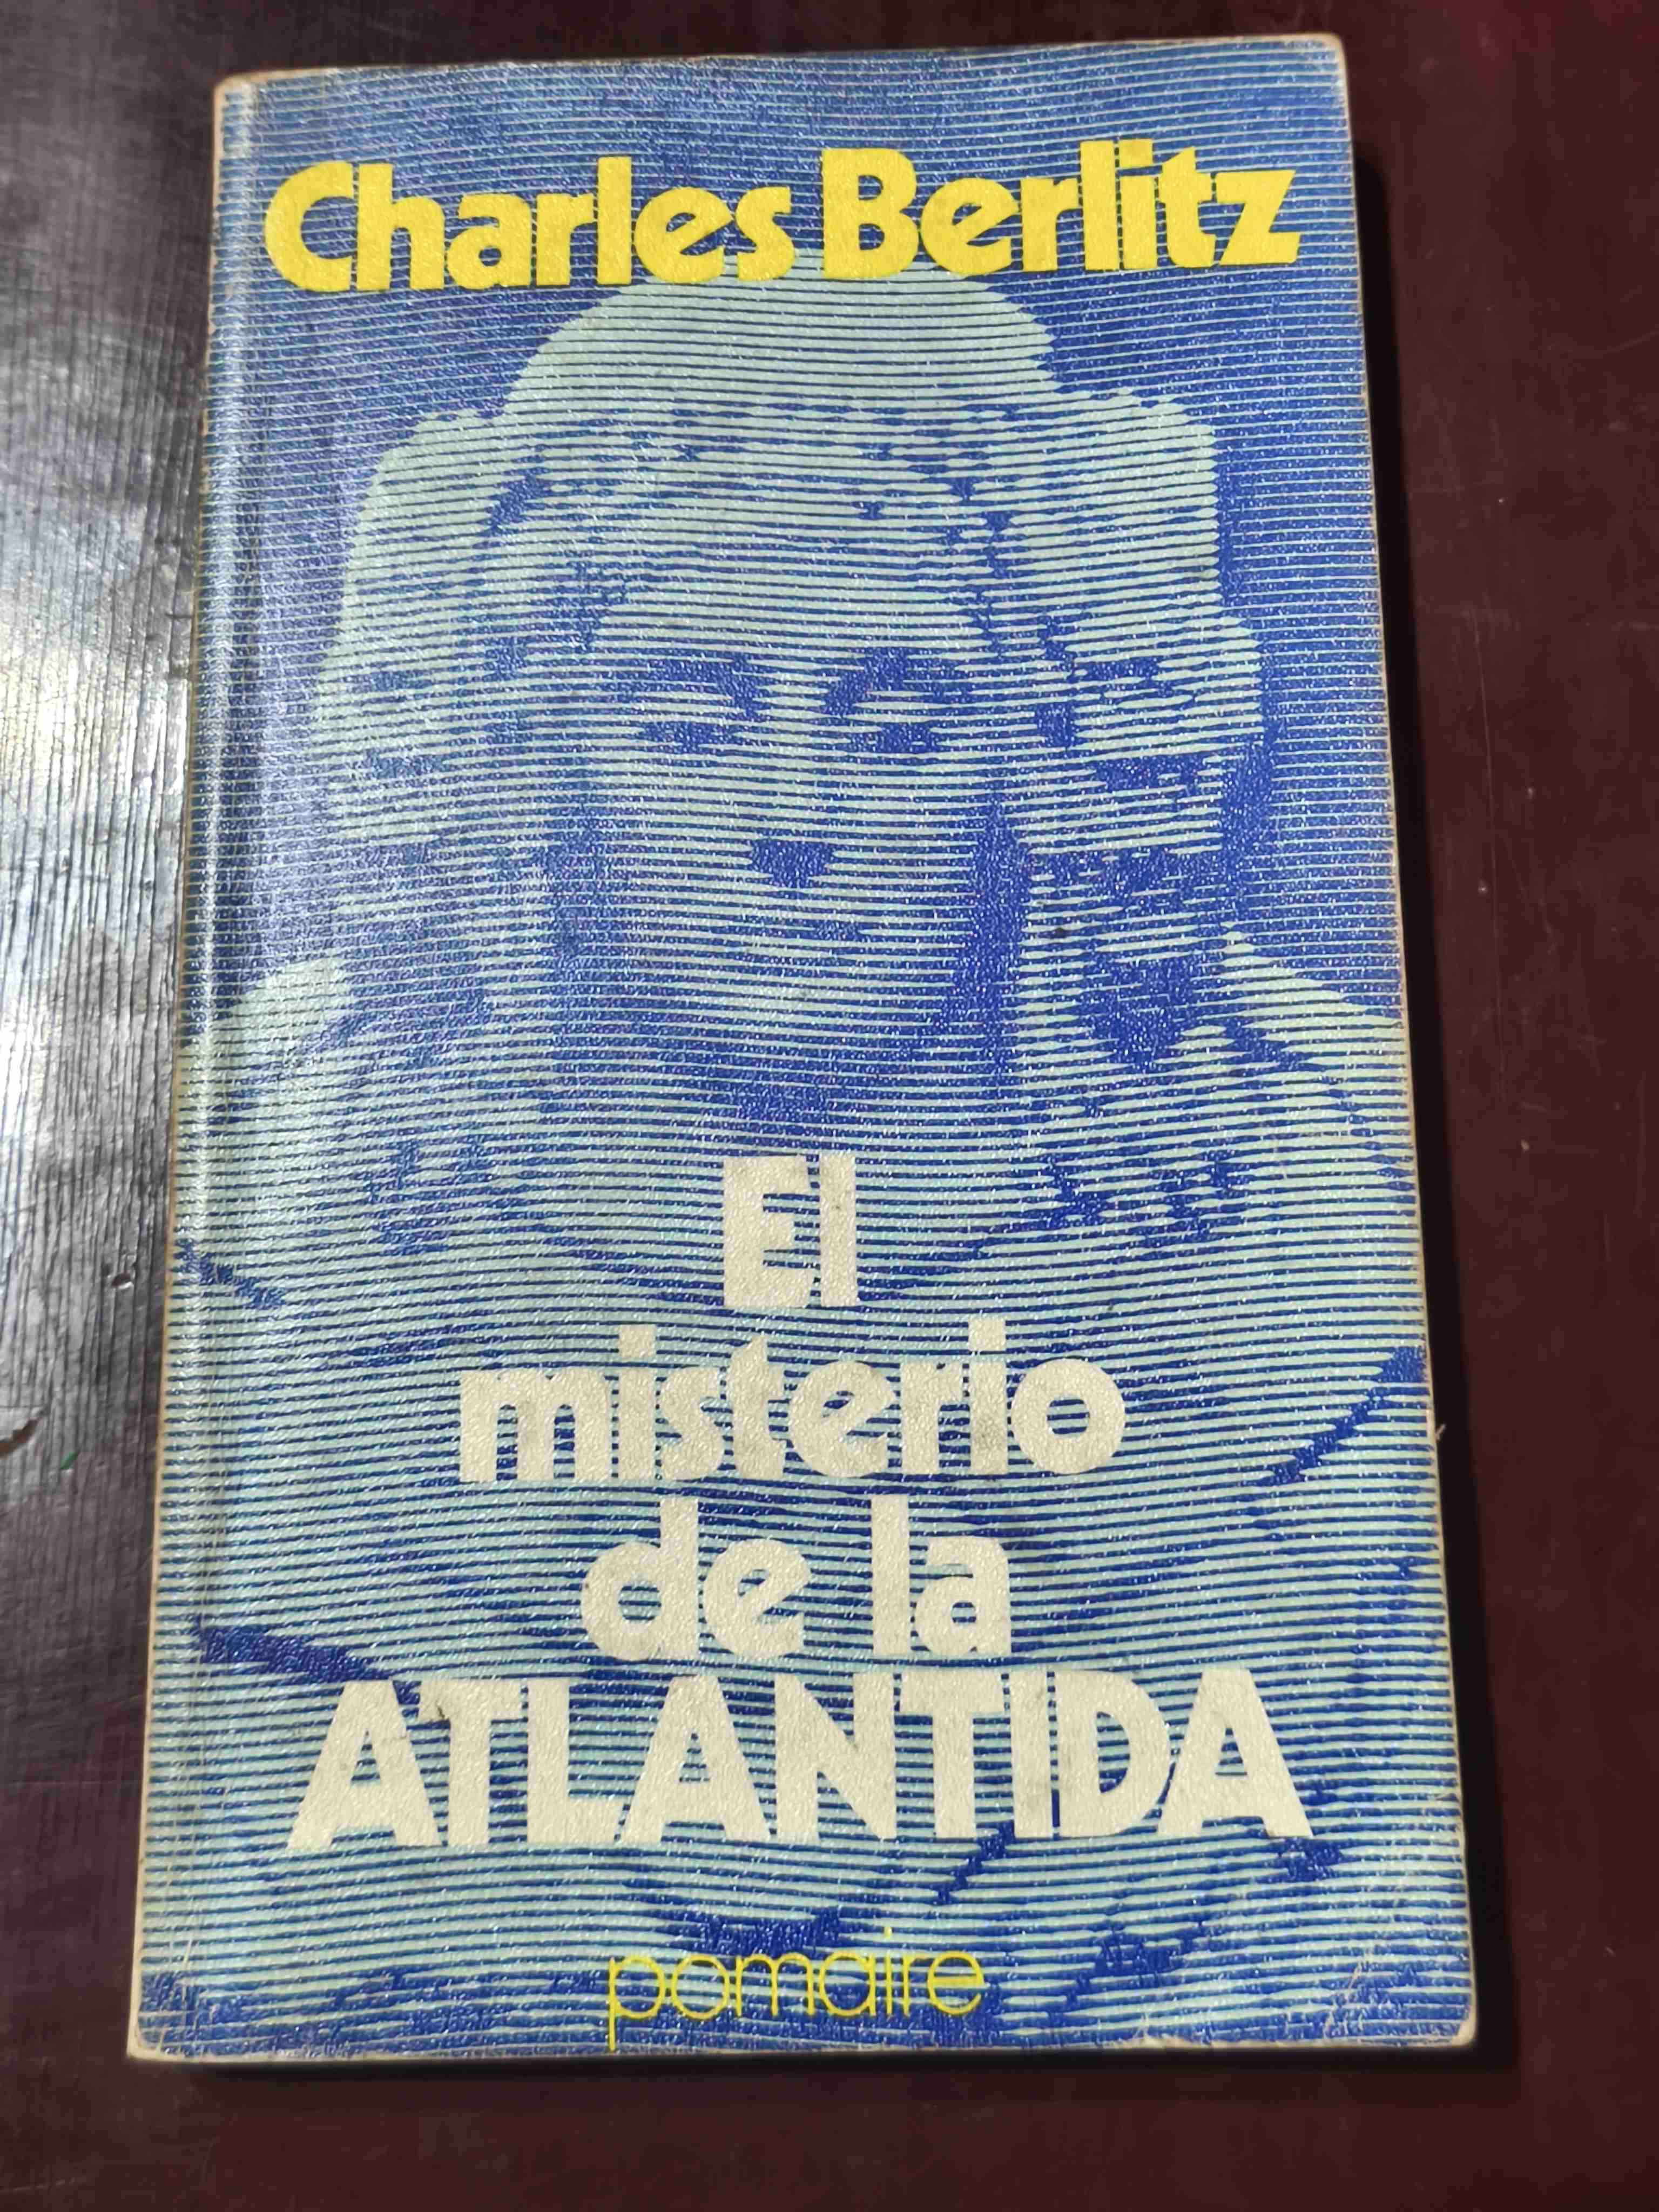 Charles Berlitz
El
misterio
de la
ATLANTIDA
pomaire